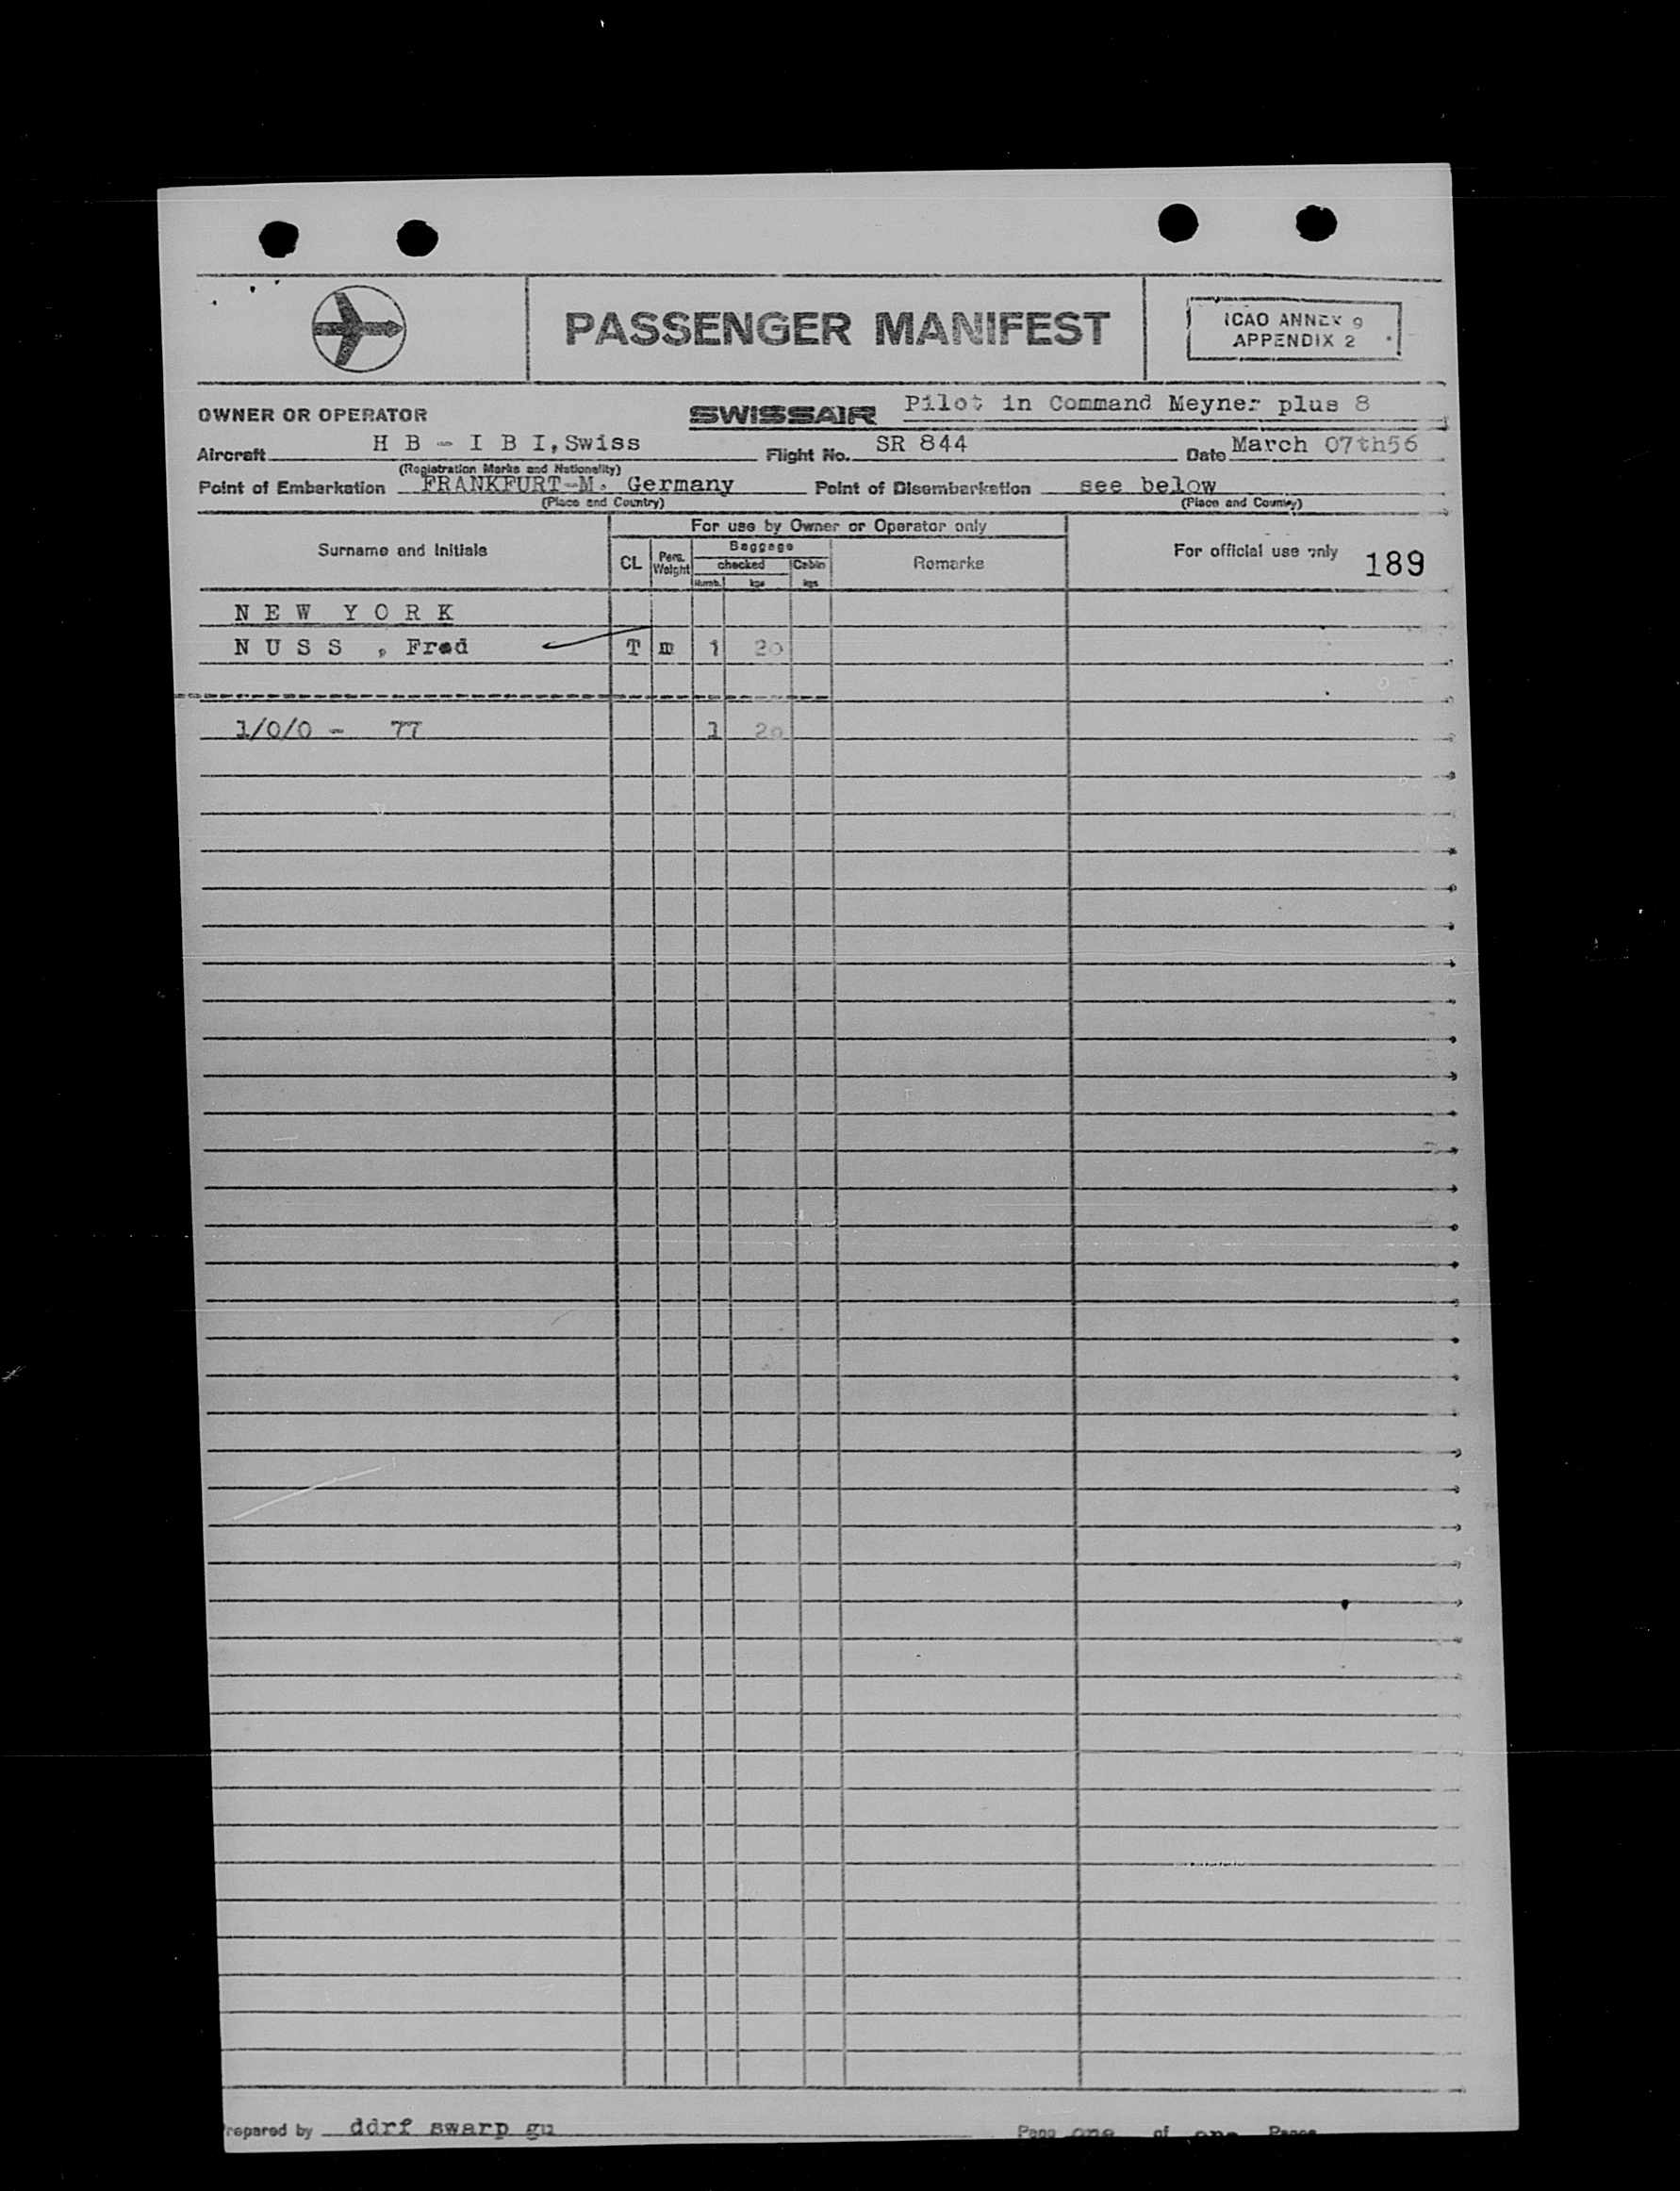 PASSENGER MANIFEST
ICAO ANNEX 9
APPENDIX 2
OWNER OR OPERATOR SWISSAIR Pilot in Command Meyner plus 8
Aircraft H B - I B I, Swiss Flight No. SR 844 Date March 07th56
(Registration Marks and Nationality)
Point of Embarkation FRANKFURT-M. Germany Point of Disembarkation see below
(Place and Country) (Place and Country)
For use by Owner or Operator only
Surname and Initials CL Pers. Weight Baggage checked Cabin Remarks For official use only 189
Numb. kgs kgs
N E W Y O R K
N U S S , Fred T m 1 20
1/0/0 - 77 1 20
Prepared by ddrf swarp gu Page one of one Pages